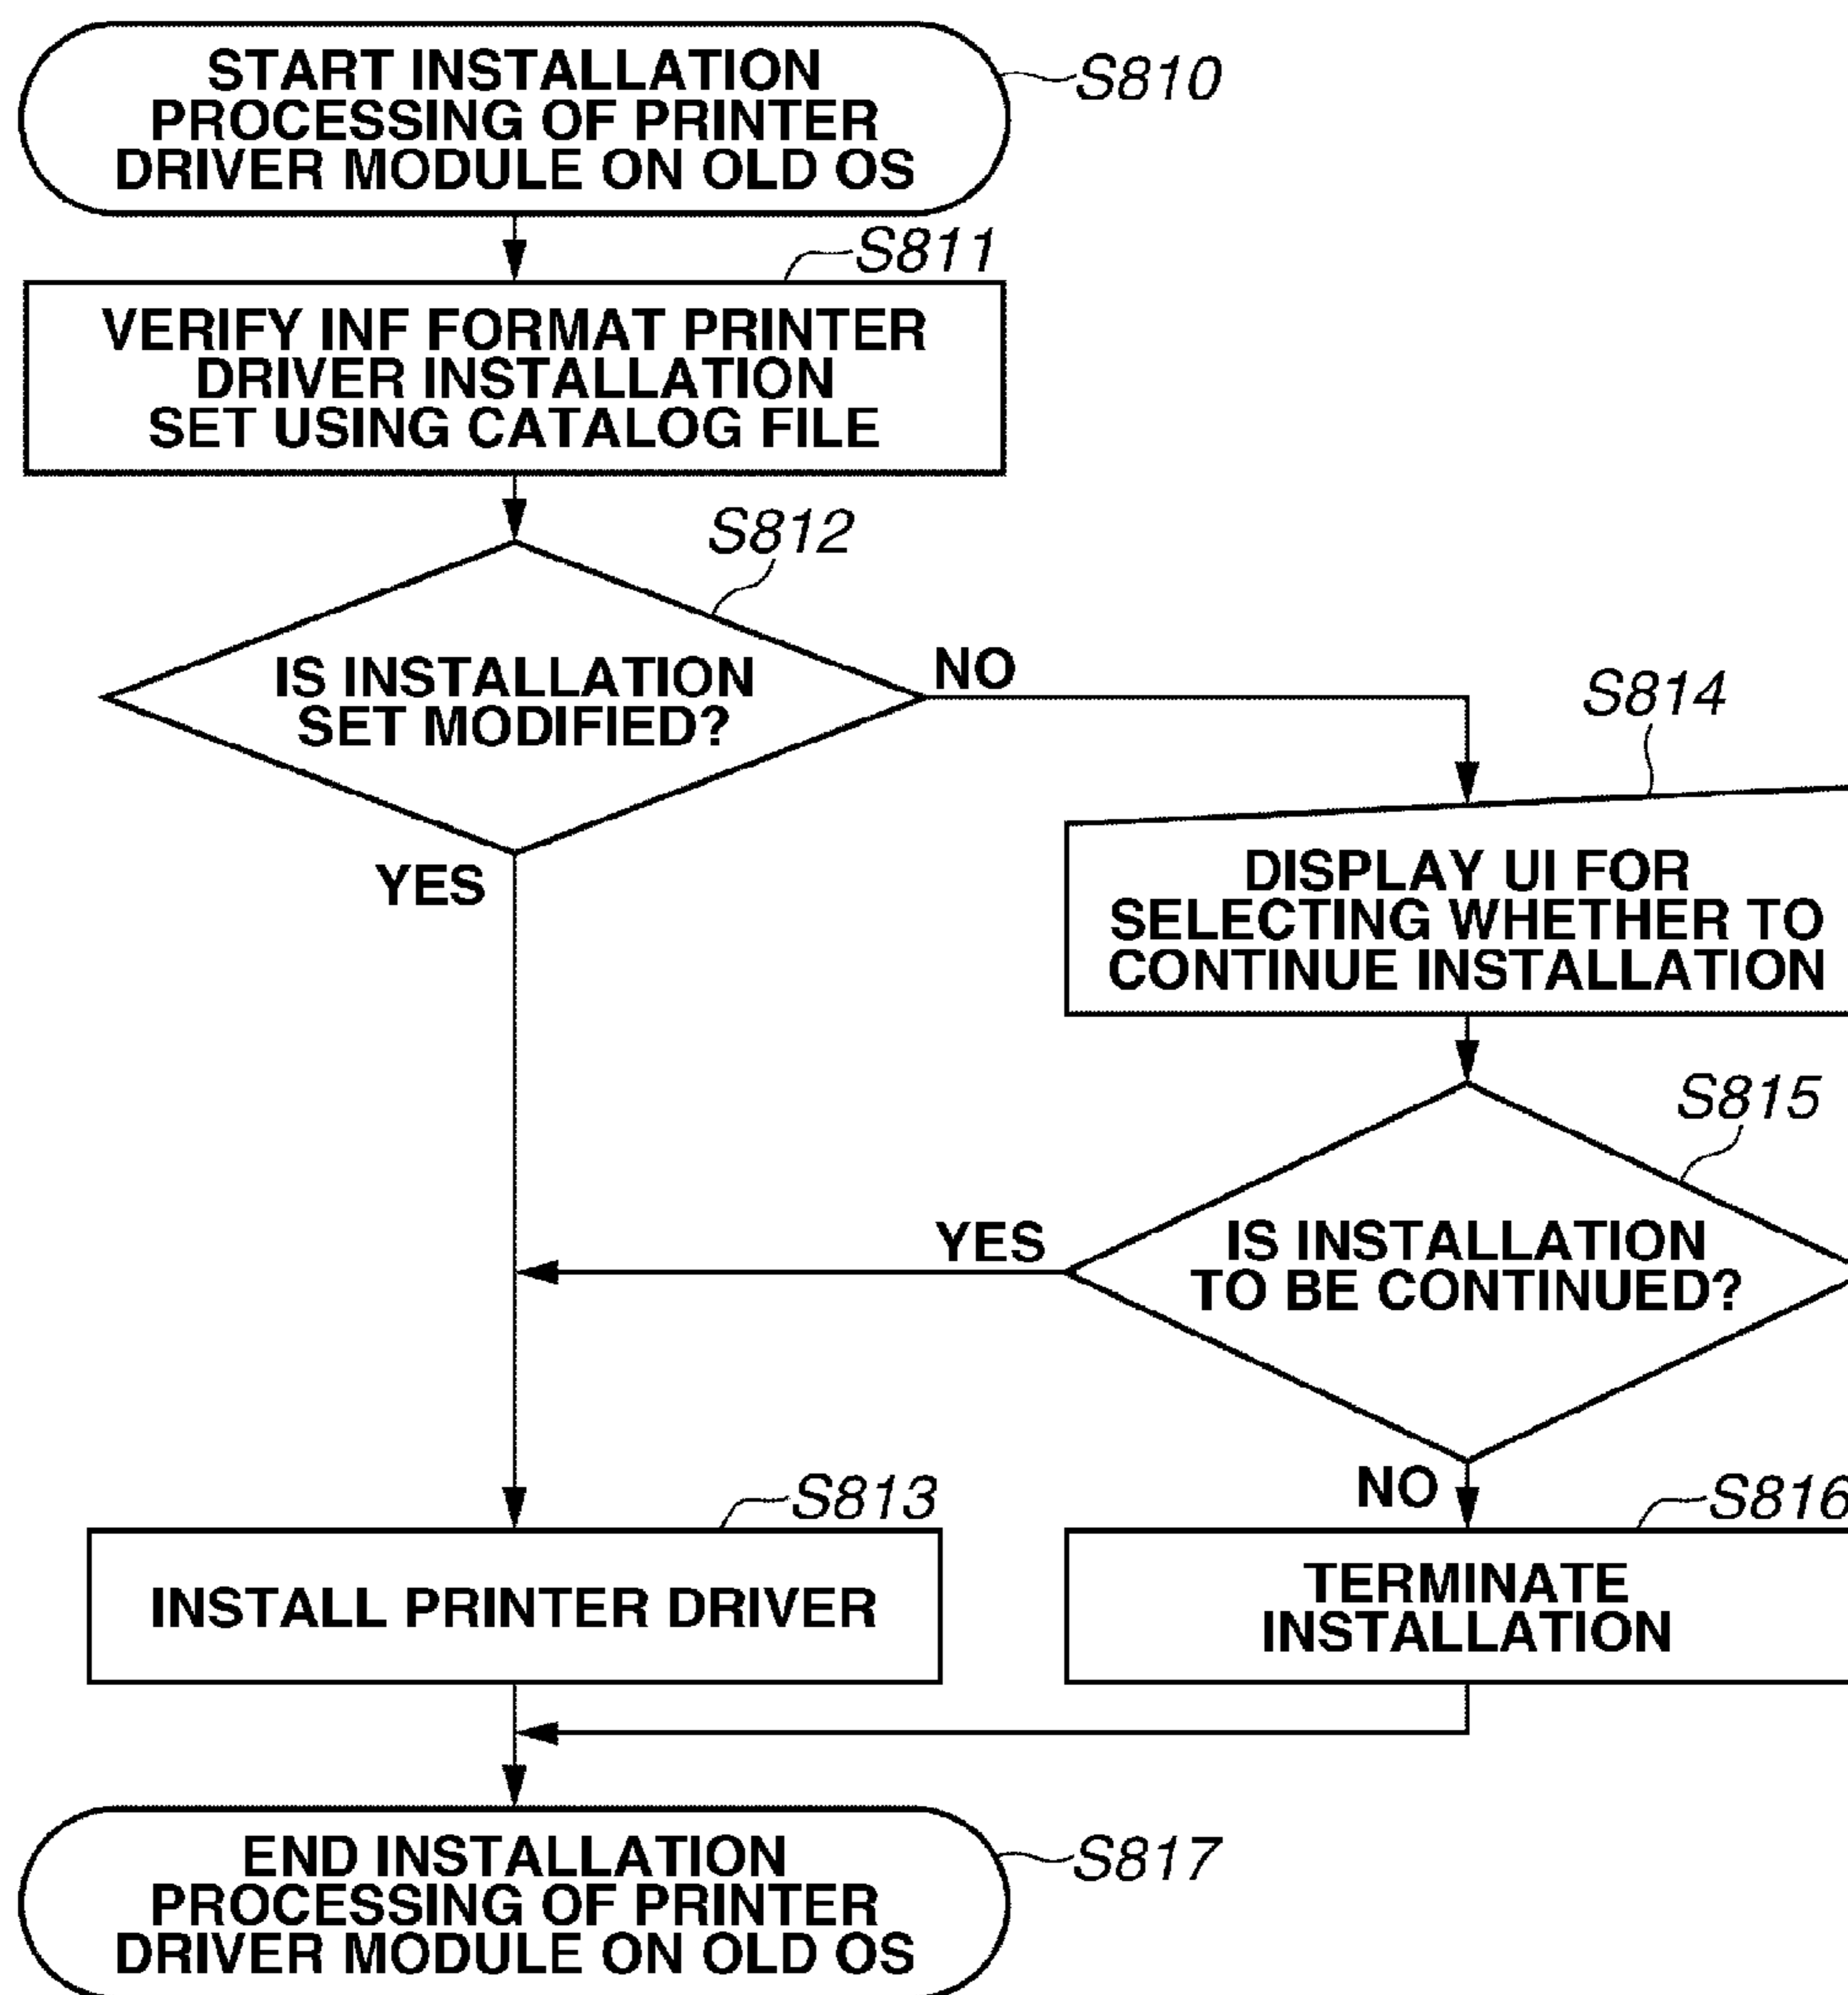 START INSTALLATION
PROCESSING OF PRINTER
DRIVER MODULE ON OLD OS
S810
S811
VERIFY INF FORMAT PRINTER
DRIVER INSTALLATION
SET USING CATALOG FILE
S812
IS INSTALLATION
SET MODIFIED?
NO
YES
S814
DISPLAY UI FOR
SELECTING WHETHER TO
CONTINUE INSTALLATION
S815
IS INSTALLATION
TO BE CONTINUED?
YES
NO
S813
INSTALL PRINTER DRIVER
S816
TERMINATE
INSTALLATION
END INSTALLATION
PROCESSING OF PRINTER
DRIVER MODULE ON OLD OS
S817